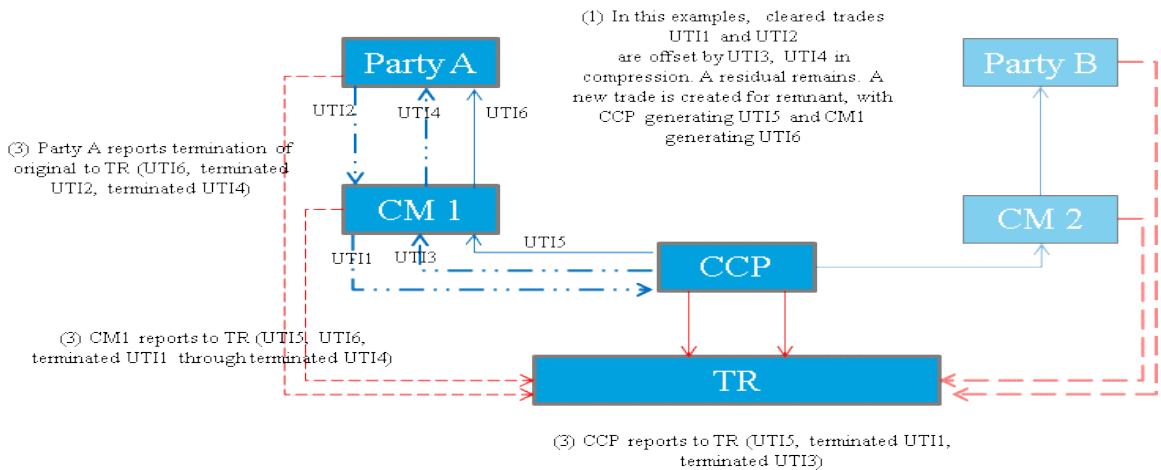 (1) In this examples, cleared trades
UTI1 and UTI2
are offset by UTI3, UTI4 in
compression. A residual remains. A
new trade is created for remnant, with
CCP generating UTI5 and CM1
generating UTI6
Party A
Party B
UTI2
UTI4
UTI6
(3) Party A reports termination of
original to TR (UTI6, terminated
UTI2, terminated UTI4)
CM 1
CM 2
UTI1
UTI3
UTI5
CCP
(3) CM1 reports to TR (UTI5, UTI6,
terminated UTI1 through terminated UTI4)
TR
(3) CCP reports to TR (UTI5, terminated UTI1,
terminated UTI3)